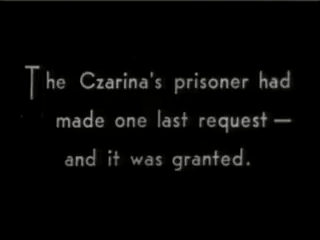 The Czarina's prisoner had
made one last request —
and it was granted.